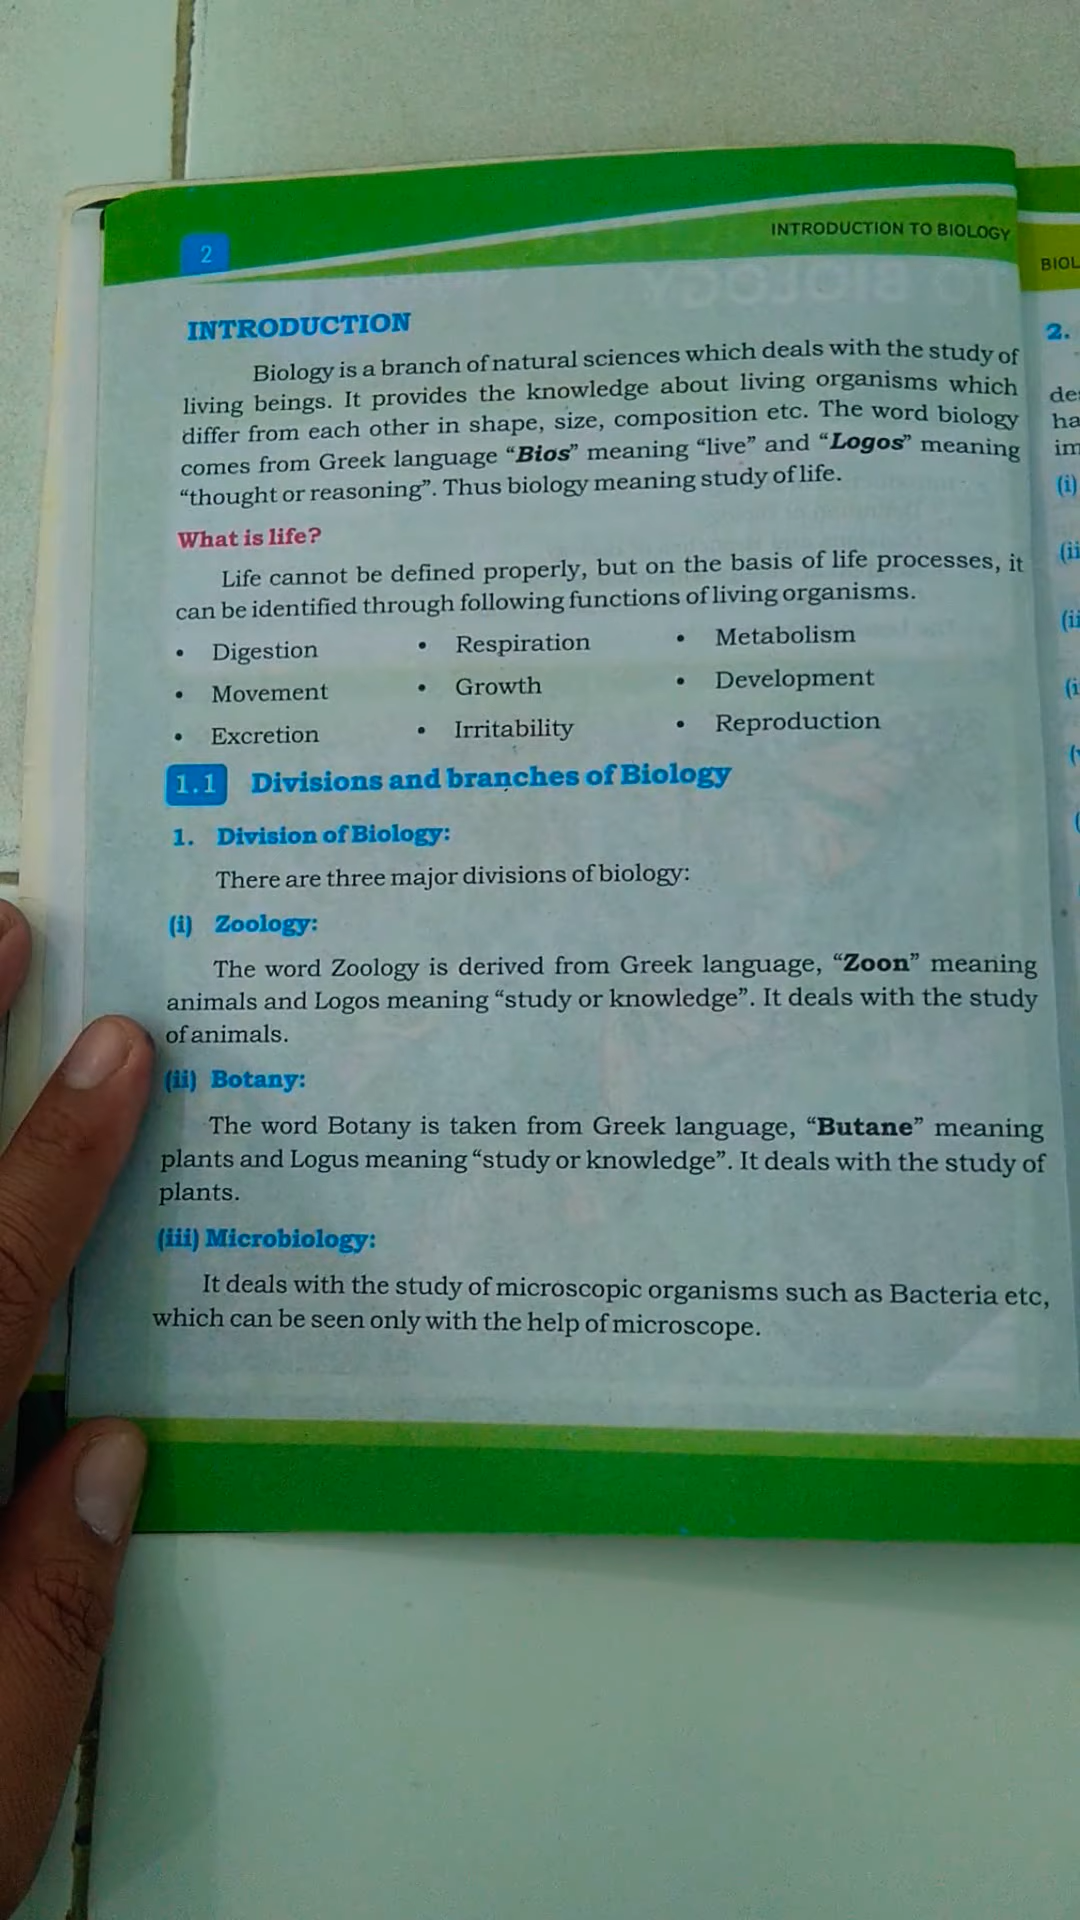 2
INTRODUCTION TO BIOLOGY
INTRODUCTION
Biology is a branch of natural sciences which deals with the study of
living beings. It provides the knowledge about living organisms which
differ from each other in shape, size, composition etc. The word biology
comes from Greek language “Bios” meaning “live” and “Logos” meaning
“thought or reasoning”. Thus biology meaning study of life.
What is life?
Life cannot be defined properly, but on the basis of life processes, it
can be identified through following functions of living organisms.
• Digestion • Respiration • Metabolism
• Movement • Growth • Development
• Excretion • Irritability • Reproduction
1.1 Divisions and branches of Biology
1. Division of Biology:
There are three major divisions of biology:
(i) Zoology:
The word Zoology is derived from Greek language, “Zoon” meaning
animals and Logos meaning “study or knowledge”. It deals with the study
of animals.
(ii) Botany:
The word Botany is taken from Greek language, “Butane” meaning
plants and Logus meaning “study or knowledge”. It deals with the study of
plants.
(iii) Microbiology:
It deals with the study of microscopic organisms such as Bacteria etc,
which can be seen only with the help of microscope.
BIOL
2.
ha
im
(i)